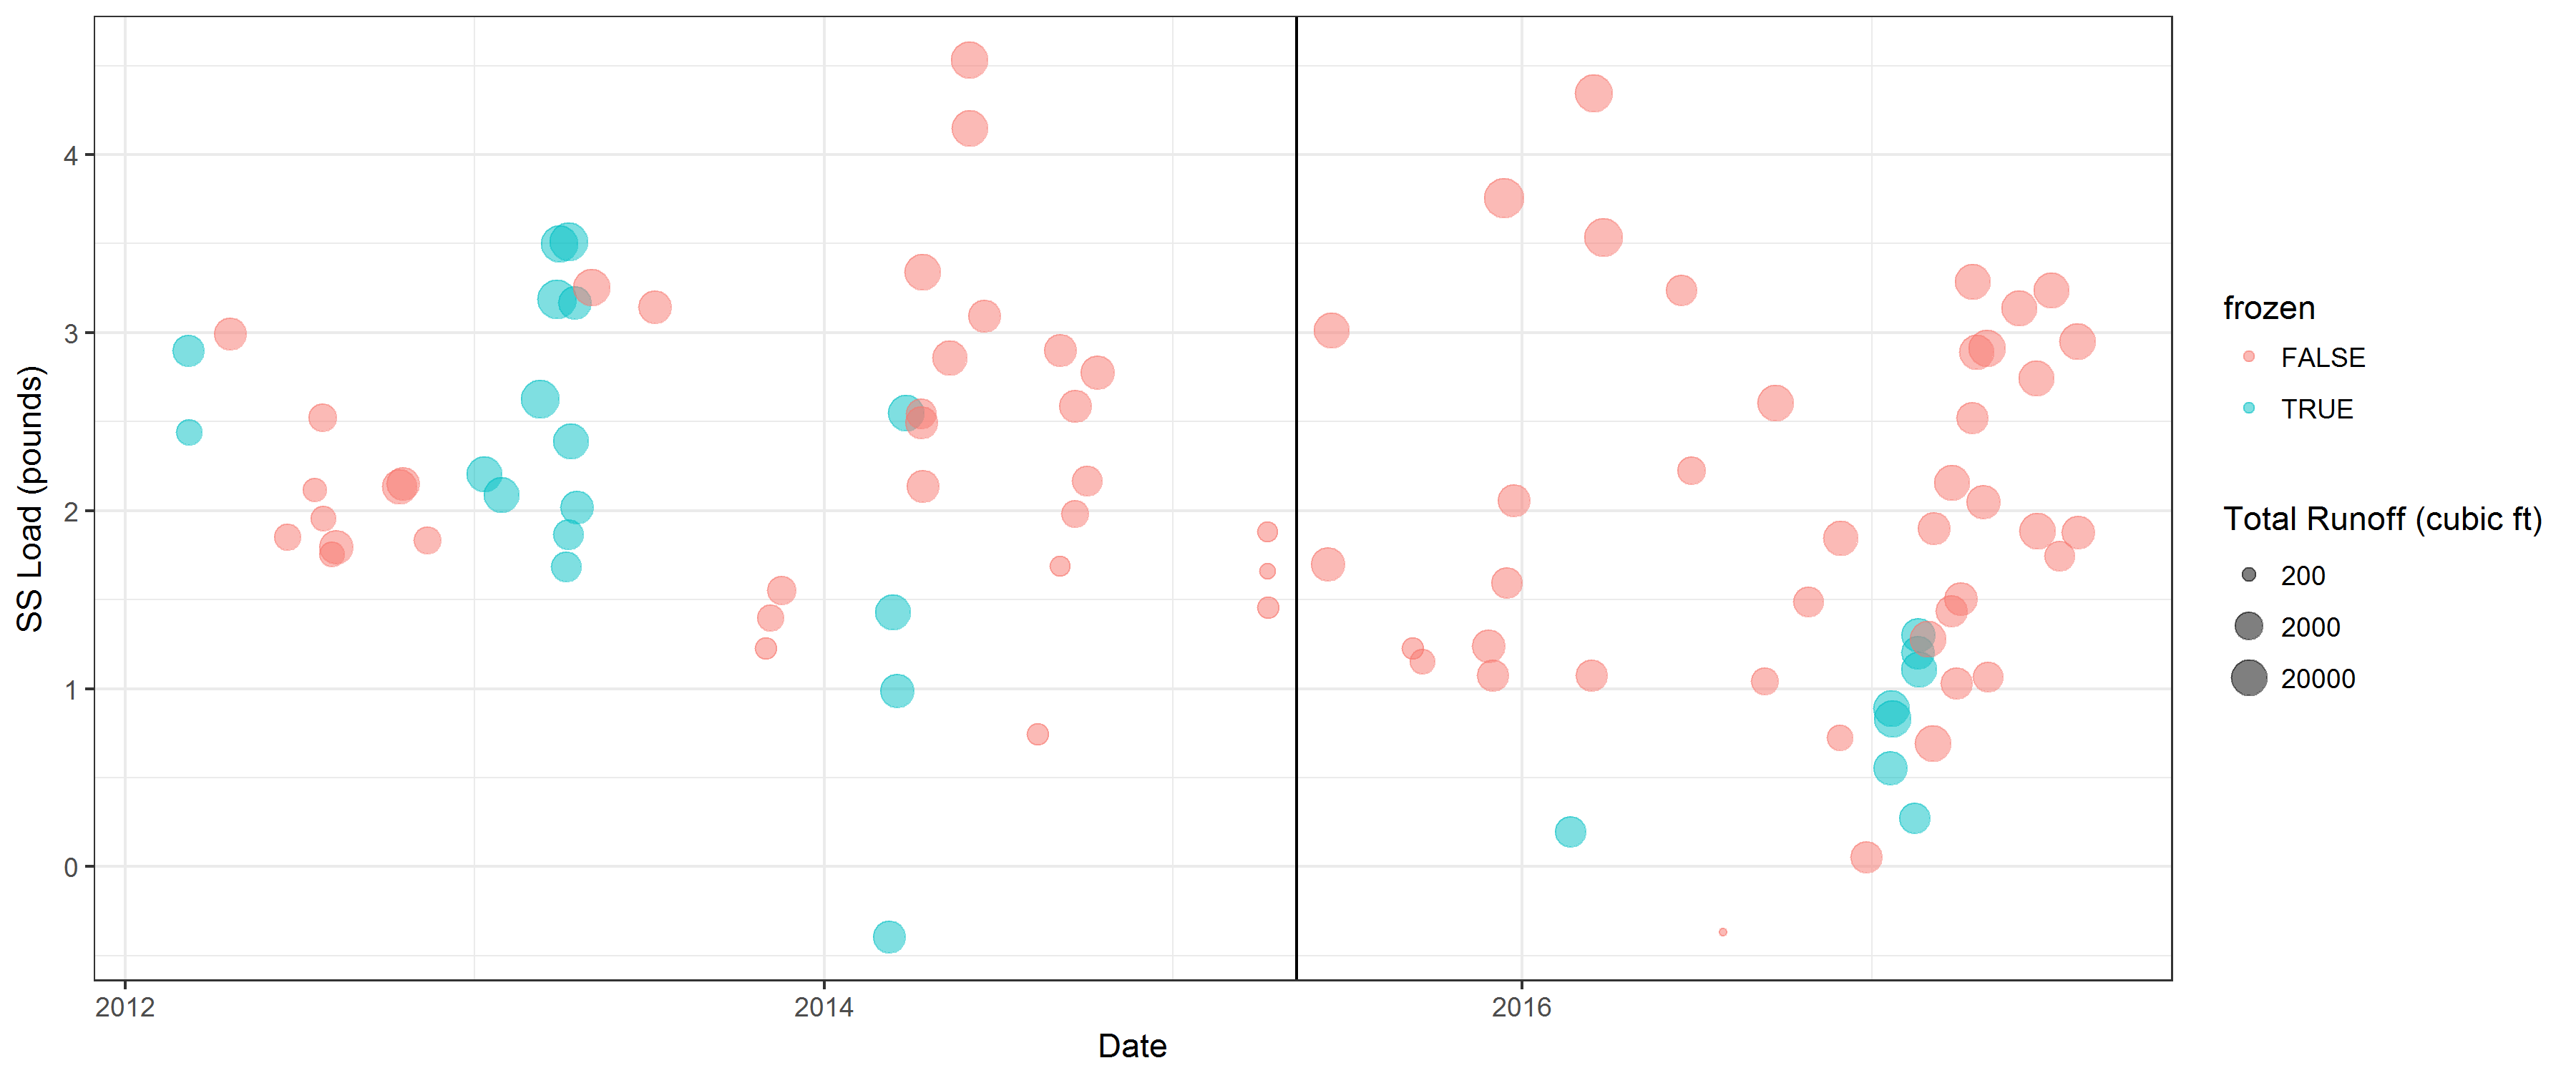 4
3
2
1
0
SS Load (pounds)
2012
2014
2016
Date
frozen
FALSE
TRUE
Total Runoff (cubic ft)
200
2000
20000